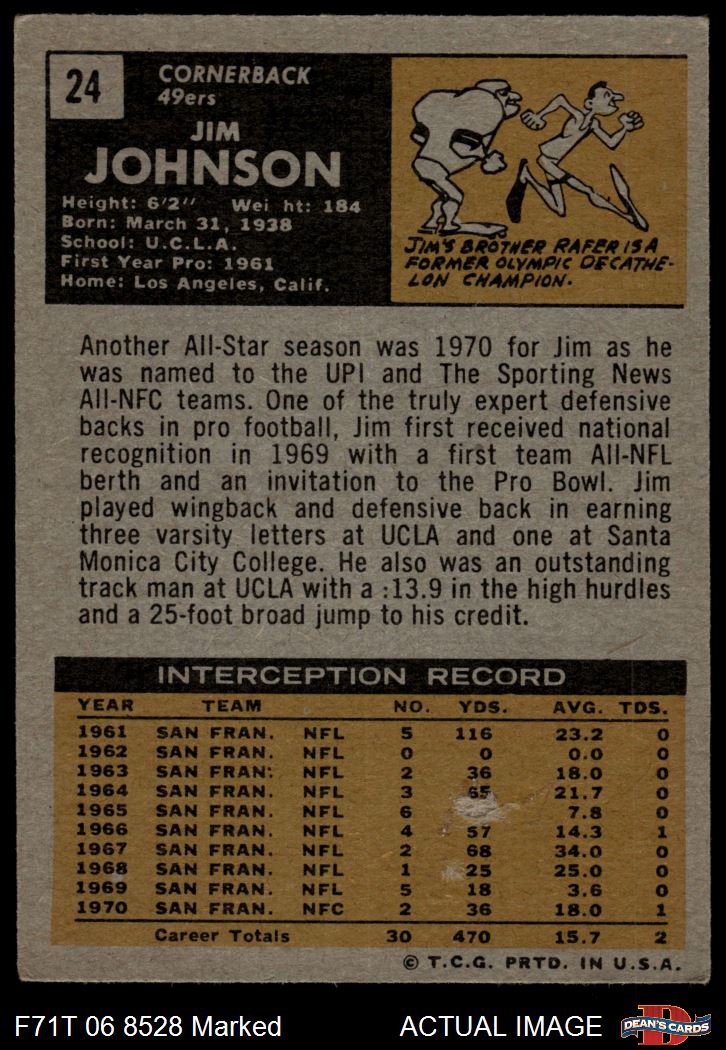 24
CORNERBACK
49ers
JIM
JOHNSON
Height: 6'2" Wei ht: 184
Born: March 31, 1938
School: U.C.L.A.
First Year Pro: 1961
Home: Los Angeles, Calif.
JIM'S BROTHER RAFER IS A
FORMER OLYMPIC DECATHE-
LON CHAMPION.
Another All-Star season was 1970 for Jim as he
was named to the UPI and The Sporting News
All-NFC teams. One of the truly expert defensive
backs in pro football, Jim first received national
recognition in 1969 with a first team All-NFL
berth and an invitation to the Pro Bowl. Jim
played wingback and defensive back in earning
three varsity letters at UCLA and one at Santa
Monica City College. He also was an outstanding
track man at UCLA with a :13.9 in the high hurdles
and a 25-foot broad jump to his credit.
INTERCEPTION RECORD
YEAR TEAM NO. YDS. AVG. TDS.
1961 SAN FRAN. NFL 5 116 23.2 0
1962 SAN FRAN. NFL 0 0 0.0 0
1963 SAN FRAN. NFL 2 36 18.0 0
1964 SAN FRAN. NFL 3 65 21.7 0
1965 SAN FRAN. NFL 6 7.8 0
1966 SAN FRAN. NFL 4 57 14.3 1
1967 SAN FRAN. NFL 2 68 34.0 0
1968 SAN FRAN. NFL 1 25 25.0 0
1969 SAN FRAN. NFL 5 18 3.6 0
1970 SAN FRAN. NFC 2 36 18.0 1
Career Totals 30 470 15.7 2
© T.C.G. PRTD. IN U.S.A.
F71T 06 8528 Marked ACTUAL IMAGE
D
DEAN'S CARDS